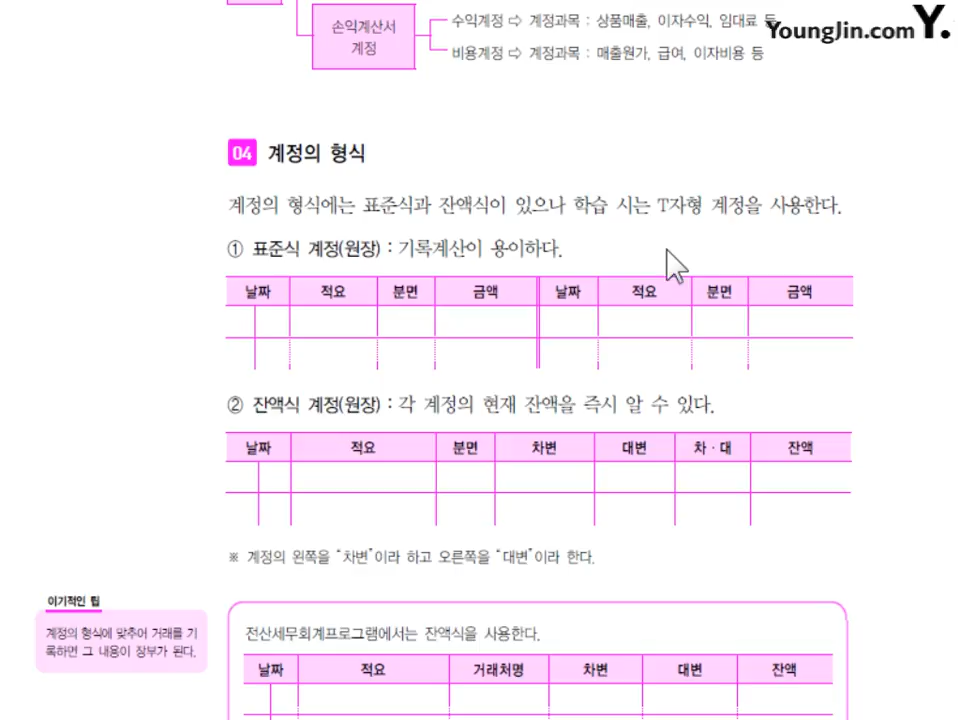 손익계산서
계정
수익계정 ⇨ 계정과목 : 상품매출, 이자수익, 임대료 등
비용계정 ⇨ 계정과목 : 매출원가, 급여, 이자비용 등
YoungJin.com Y.
04 계정의 형식
계정의 형식에는 표준식과 잔액식이 있으나 학습 시는 T자형 계정을 사용한다.
① 표준식 계정(원장) : 기록계산이 용이하다.
날짜 적요 분면 금액 날짜 적요 분면 금액
② 잔액식 계정(원장) : 각 계정의 현재 잔액을 즉시 알 수 있다.
날짜 적요 분면 차변 대변 차·대 잔액
※ 계정의 왼쪽을 “차변”이라 하고 오른쪽을 “대변”이라 한다.
이기적인 팁
계정의 형식에 맞추어 거래를 기
록하면 그 내용이 장부가 된다.
전산세무회계프로그램에서는 잔액식을 사용한다.
날짜 적요 거래처명 차변 대변 잔액